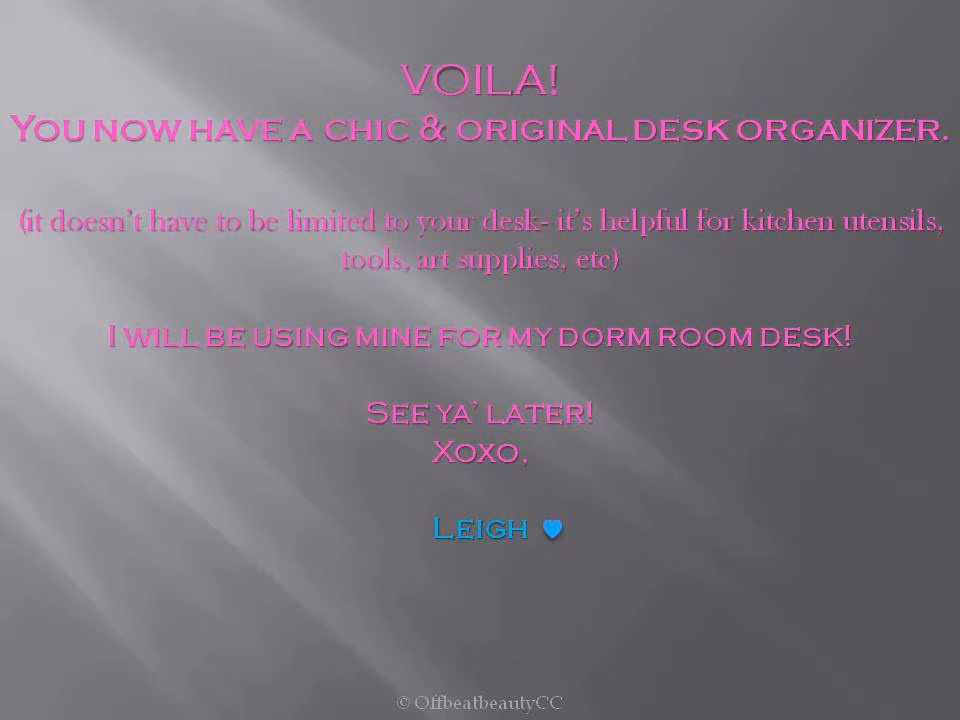 VOILA!
You now have a chic & original desk organizer.
(it doesn't have to be limited to your desk- it's helpful for kitchen utensils,
tools, art supplies, etc)
I will be using mine for my dorm room desk!
See ya' later!
Xoxo,
Leigh ♥
© OffbeatbeautyCC